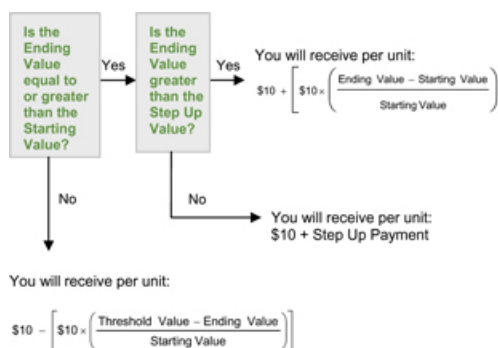 Is the
Ending
Value
equal to
or greater
than the
Starting
Value?
Yes
Is the
Ending
Value
greater
than the
Step Up
Value?
Yes
You will receive per unit:
$10 + [ $10 × ( Ending Value – Starting Value
Starting Value ) ]
No
No
You will receive per unit:
$10 + Step Up Payment
You will receive per unit:
$10 – [ $10 × ( Threshold Value – Ending Value
Starting Value ) ]